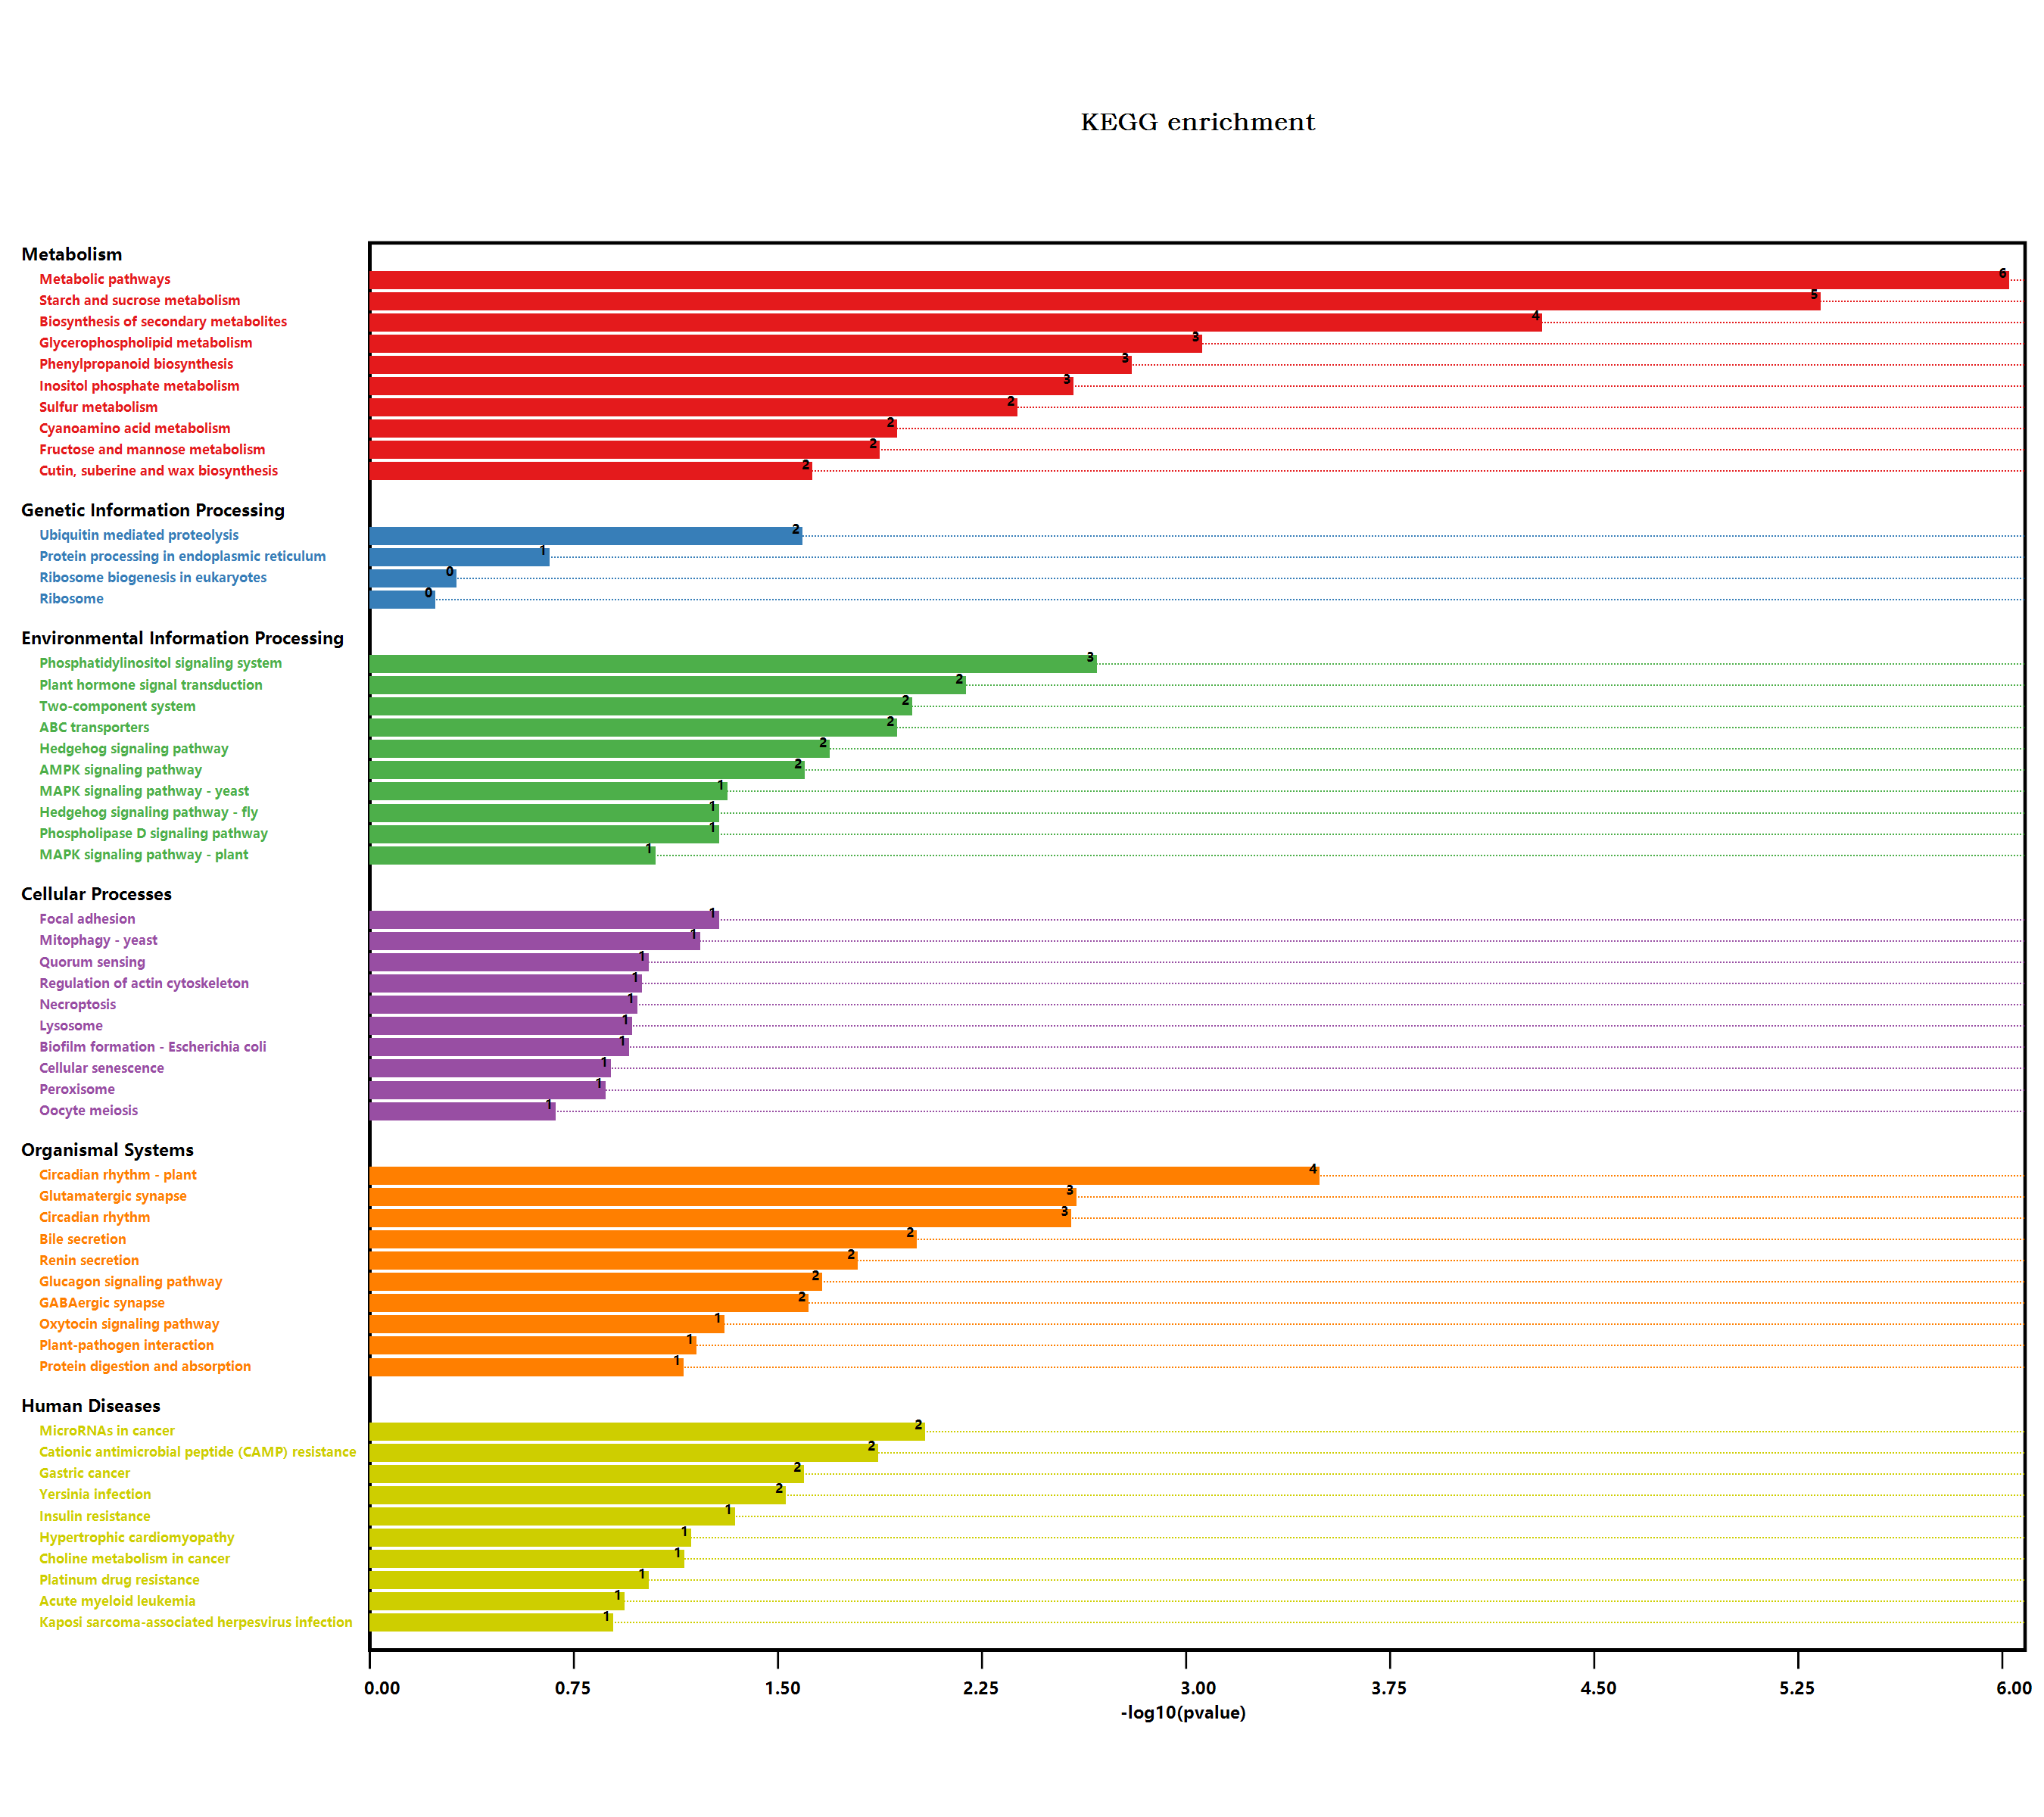 KEGG enrichment
Metabolism
Metabolic pathways 6
Starch and sucrose metabolism 5
Biosynthesis of secondary metabolites 4
Glycerophospholipid metabolism 3
Phenylpropanoid biosynthesis 3
Inositol phosphate metabolism 3
Sulfur metabolism 2
Cyanoamino acid metabolism 2
Fructose and mannose metabolism 2
Cutin, suberine and wax biosynthesis 2
Genetic Information Processing
Ubiquitin mediated proteolysis 2
Protein processing in endoplasmic reticulum 1
Ribosome biogenesis in eukaryotes 0
Ribosome 0
Environmental Information Processing
Phosphatidylinositol signaling system 3
Plant hormone signal transduction 2
Two-component system 2
ABC transporters 2
Hedgehog signaling pathway 2
AMPK signaling pathway 2
MAPK signaling pathway - yeast 1
Hedgehog signaling pathway - fly 1
Phospholipase D signaling pathway 1
MAPK signaling pathway - plant 1
Cellular Processes
Focal adhesion 1
Mitophagy - yeast 1
Quorum sensing 1
Regulation of actin cytoskeleton 1
Necroptosis 1
Lysosome 1
Biofilm formation - Escherichia coli 1
Cellular senescence 1
Peroxisome 1
Oocyte meiosis 1
Organismal Systems
Circadian rhythm - plant 4
Glutamatergic synapse 3
Circadian rhythm 3
Bile secretion 2
Renin secretion 2
Glucagon signaling pathway 2
GABAergic synapse 2
Oxytocin signaling pathway 1
Plant-pathogen interaction 1
Protein digestion and absorption 1
Human Diseases
MicroRNAs in cancer 2
Cationic antimicrobial peptide (CAMP) resistance 2
Gastric cancer 2
Yersinia infection 2
Insulin resistance 1
Hypertrophic cardiomyopathy 1
Choline metabolism in cancer 1
Platinum drug resistance 1
Acute myeloid leukemia 1
Kaposi sarcoma-associated herpesvirus infection 1
0.00 0.75 1.50 2.25 3.00 3.75 4.50 5.25 6.00
-log10(pvalue)